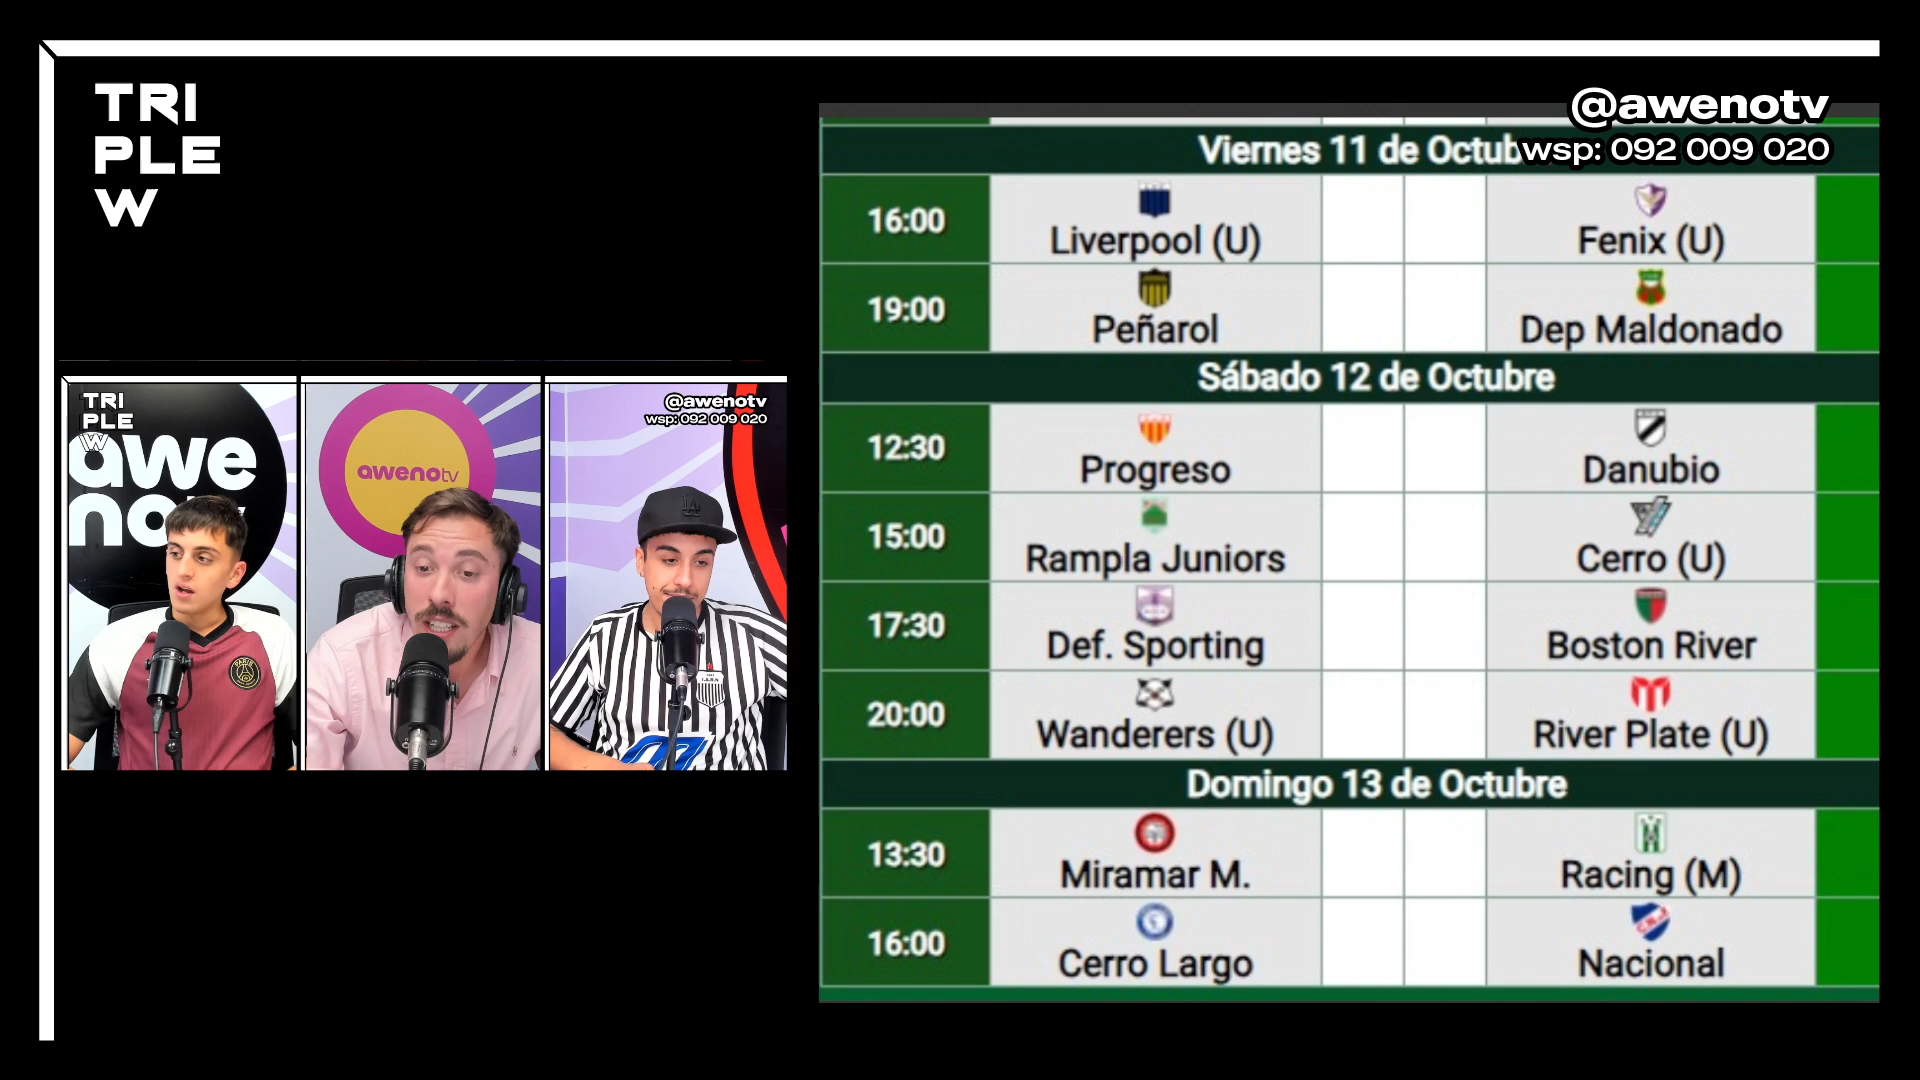 TRI
PLE
W
@awenotv
wsp: 092 009 020
Viernes 11 de Octub
16:00 Liverpool (U) Fenix (U)
19:00 Peñarol Dep Maldonado
Sábado 12 de Octubre
12:30 Progreso Danubio
15:00 Rampla Juniors Cerro (U)
17:30 Def. Sporting Boston River
20:00 Wanderers (U) River Plate (U)
Domingo 13 de Octubre
13:30 Miramar M. Racing (M)
16:00 Cerro Largo Nacional
TRI
PLE
W
@awenotv
wsp: 092 009 020
awe
no
awenotv
LA
PARIS